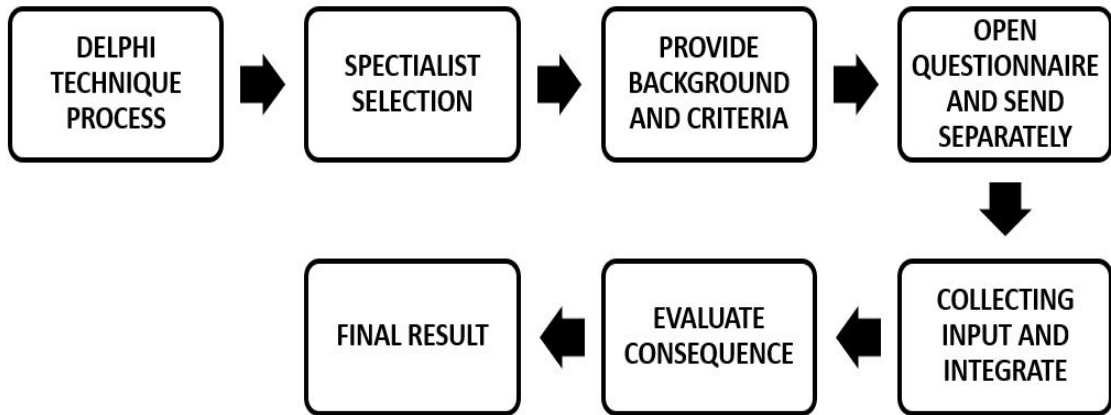 DELPHI
TECHNIQUE
PROCESS
SPECTIALIST
SELECTION
PROVIDE
BACKGROUND
AND CRITERIA
OPEN
QUESTIONNAIRE
AND SEND
SEPARATELY
COLLECTING
INPUT AND
INTEGRATE
EVALUATE
CONSEQUENCE
FINAL RESULT